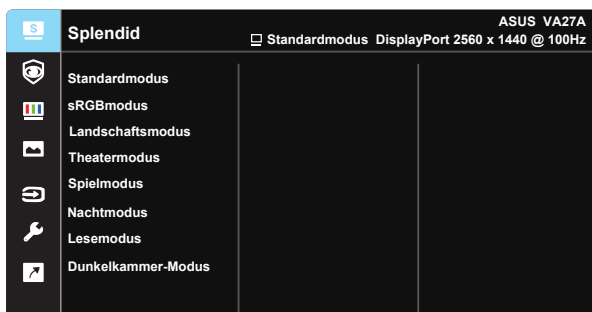 S
Splendid
ASUS VA27A
Standardmodus DisplayPort 2560 x 1440 @ 100Hz
Standardmodus
sRGBmodus
Landschaftsmodus
Theatermodus
Spielmodus
Nachtmodus
Lesemodus
Dunkelkammer-Modus